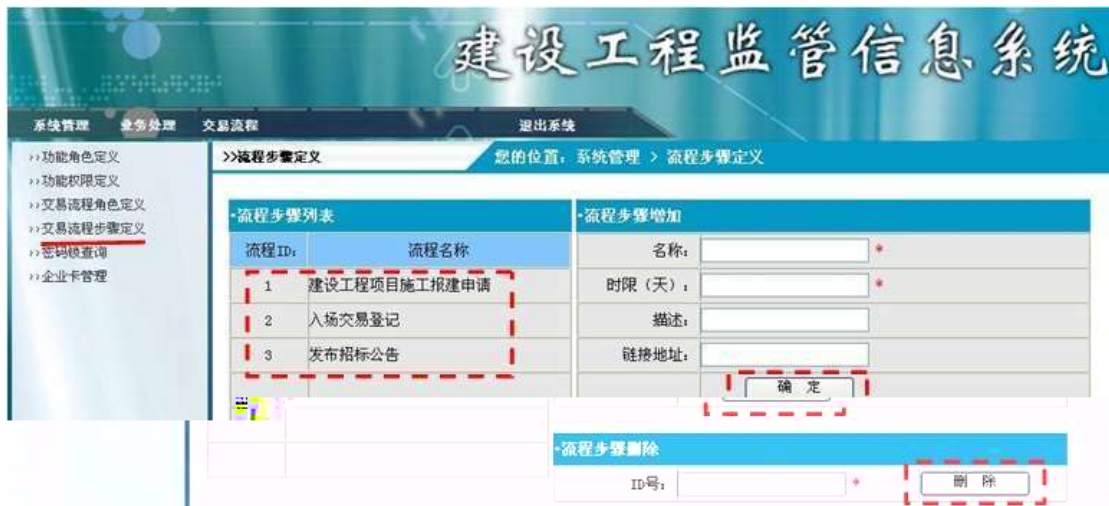 建设工程监管信息系统
系统管理 业务处理 交易流程 退出系统
>>功能角色定义
>>功能权限定义
>>交易流程角色定义
>>交易流程步骤定义
>>密码锁查询
>>企业卡管理
>>流程步骤定义
您的位置：系统管理 > 流程步骤定义
·流程步骤列表
流程ID： 流程名称
1 建设工程项目施工报建申请
2 入场交易登记
3 发布招标公告
·流程步骤增加
名称： *
时限（天）： *
描述：
链接地址：
确 定
·流程步骤删除
ID号： * 删 除